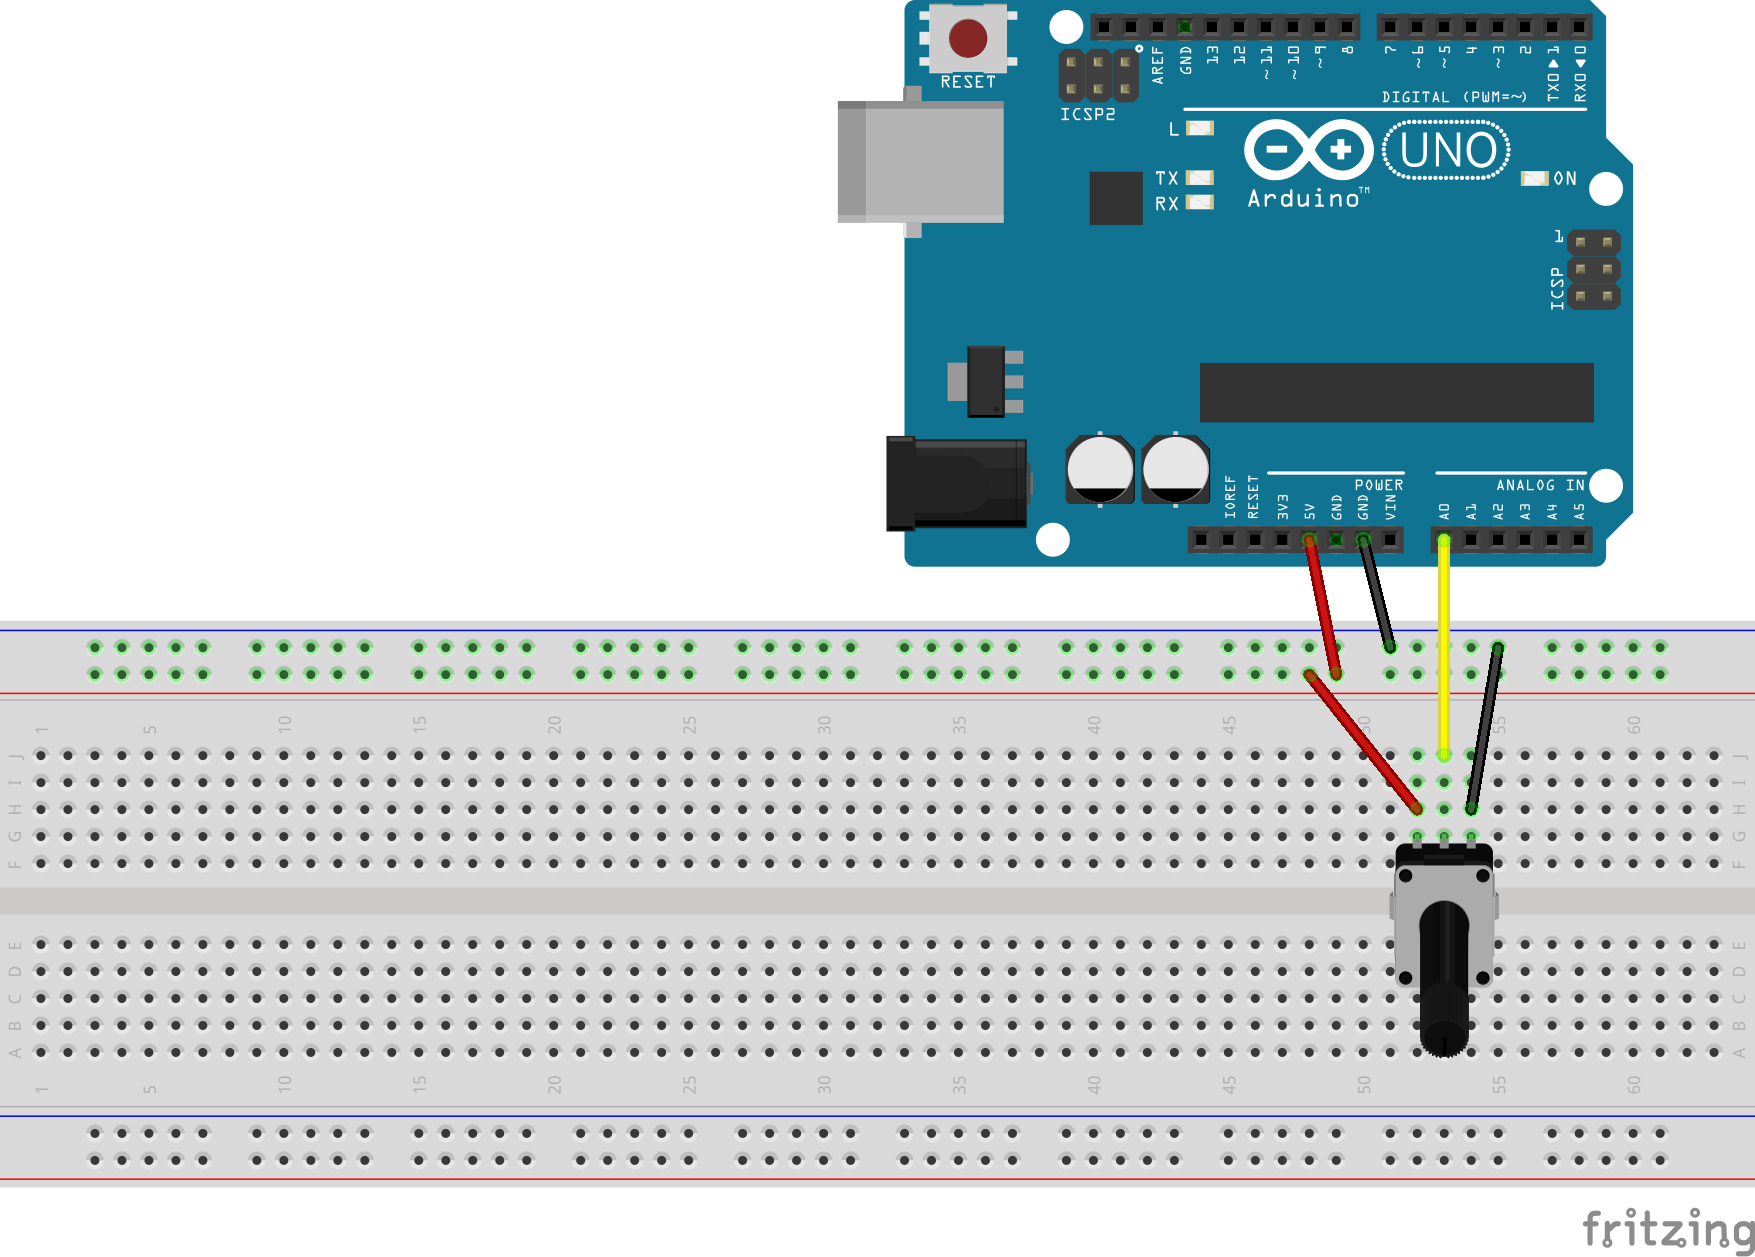 RESET
ICSP2
AREF
GND
13
12
~11
~10
~9
8
7
~6
~5
4
~3
2
TX0▶1
RX0◀0
DIGITAL (PWM=~)
L
TX
RX
UNO
Arduino™
ON
1
ICSP
POWER
ANALOG IN
IOREF
RESET
3V3
5V
GND
GND
VIN
A0
A1
A2
A3
A4
A5
1 5 10 15 20 25 30 35 40 45 50 55 60
J J
I I
H H
G G
F F
E E
D D
C C
B B
A A
1 5 10 15 20 25 30 35 40 45 50 55 60
fritzing